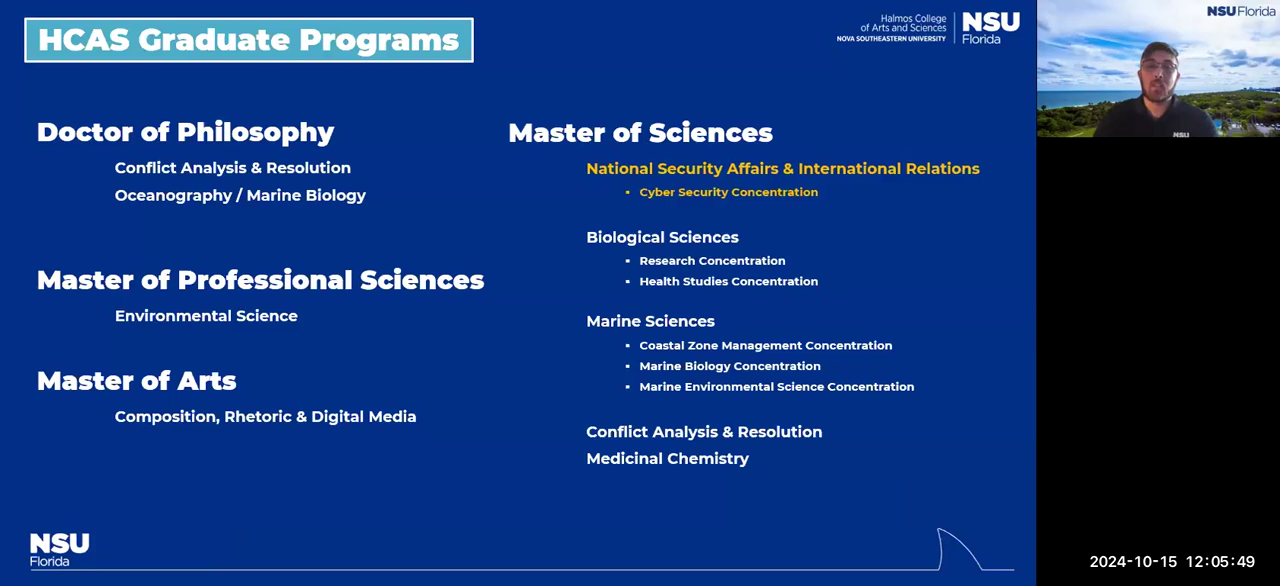 HCAS Graduate Programs
Halmos College
of Arts and Sciences
NOVA SOUTHEASTERN UNIVERSITY
NSU
Florida
NSU Florida
Doctor of Philosophy
Conflict Analysis & Resolution
Oceanography / Marine Biology
Master of Professional Sciences
Environmental Science
Master of Arts
Composition, Rhetoric & Digital Media
Master of Sciences
National Security Affairs & International Relations
▪ Cyber Security Concentration
Biological Sciences
▪ Research Concentration
▪ Health Studies Concentration
Marine Sciences
▪ Coastal Zone Management Concentration
▪ Marine Biology Concentration
▪ Marine Environmental Science Concentration
Conflict Analysis & Resolution
Medicinal Chemistry
NSU
Florida
NSU
2024-10-15 12:05:49